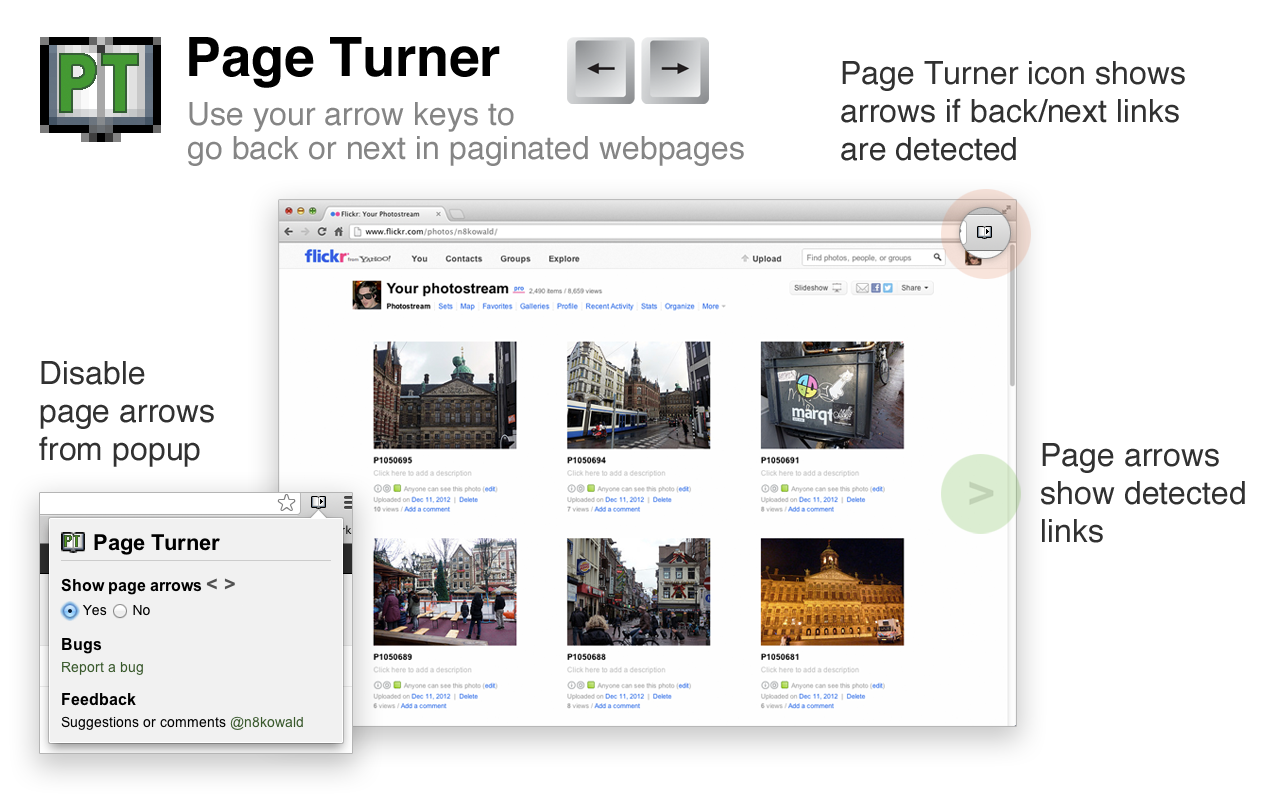 PT
Page Turner
← →
Use your arrow keys to
go back or next in paginated webpages
Page Turner icon shows
arrows if back/next links
are detected
Flickr: Your Photostream
www.flickr.com/photos/n8kowald/
flickr from YAHOO! You Contacts Groups Explore Upload Find photos, people, or groups
Your photostream pro 2,490 items / 8,659 views
Slideshow Share
Photostream Sets Map Favorites Galleries Profile Recent Activity Stats Organize More
marqt
P1050695 P1050694 P1050691
Click here to add a description Click here to add a description Click here to add a description
Anyone can see this photo (edit) Anyone can see this photo (edit) Anyone can see this photo (edit)
Uploaded on Dec 11, 2012 | Delete Uploaded on Dec 11, 2012 | Delete Uploaded on Dec 11, 2012 | Delete
10 views / Add a comment 7 views / Add a comment 8 views / Add a comment
P1050689 P1050688 P1050681
Click here to add a description Click here to add a description Click here to add a description
Anyone can see this photo (edit) Anyone can see this photo (edit) Anyone can see this photo (edit)
Uploaded on Dec 11, 2012 | Delete Uploaded on Dec 11, 2012 | Delete Uploaded on Dec 11, 2012 | Delete
6 views / Add a comment 8 views / Add a comment 6 views / Add a comment
>
Page arrows
show detected
links
Disable
page arrows
from popup
PT Page Turner
Show page arrows < >
Yes No
Bugs
Report a bug
Feedback
Suggestions or comments @n8kowald